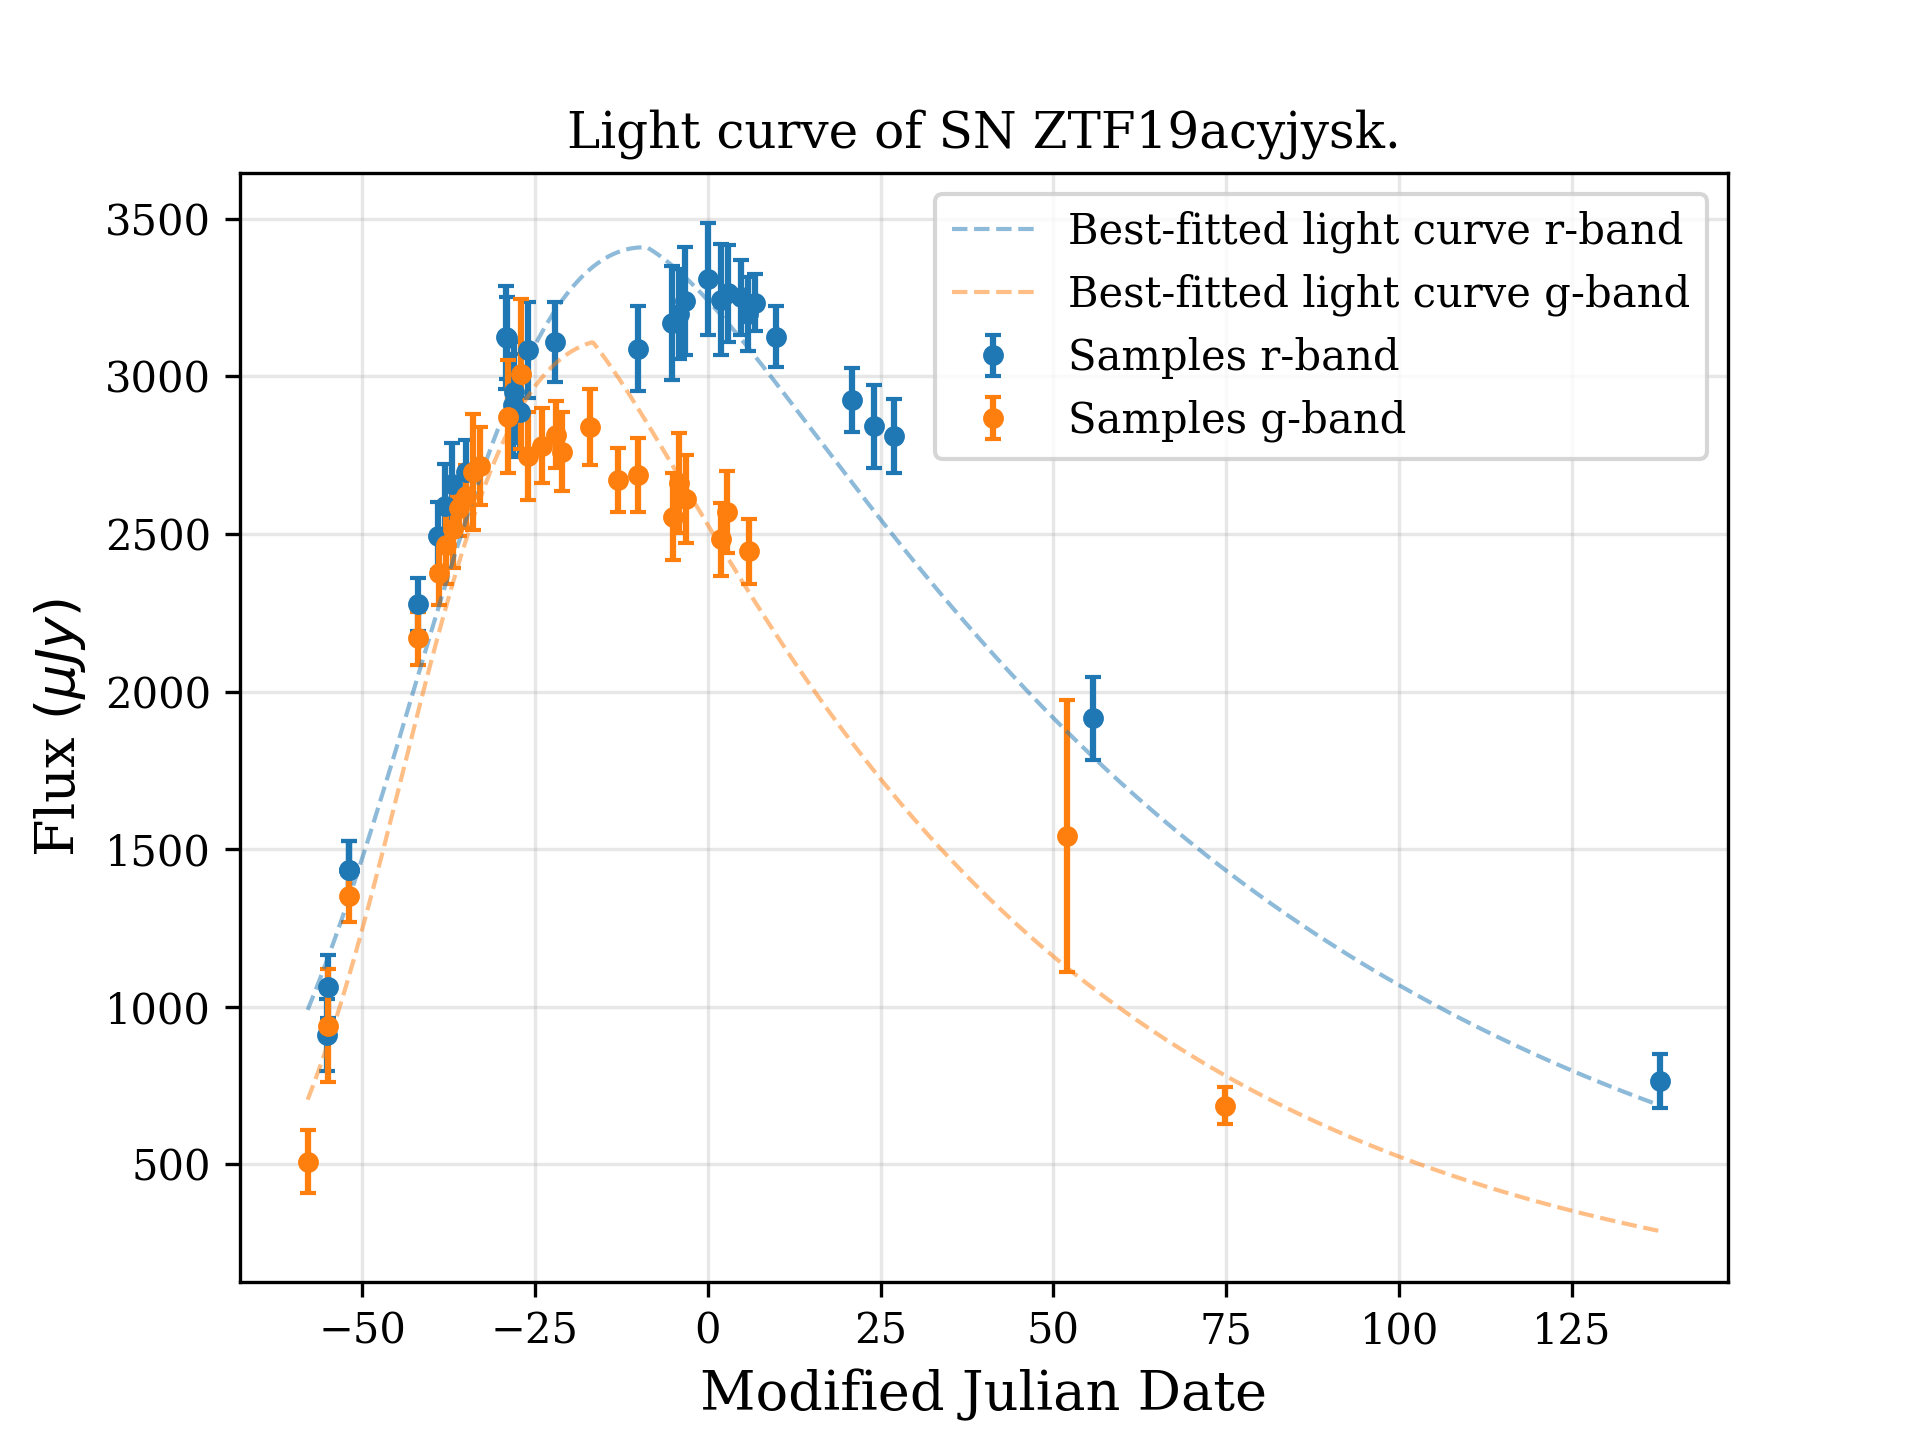 Light curve of SN ZTF19acyjysk.
Best-fitted light curve r-band
Best-fitted light curve g-band
Samples r-band
Samples g-band
3500
3000
2500
2000
1500
1000
500
Flux (μJy)
−50 −25 0 25 50 75 100 125
Modified Julian Date